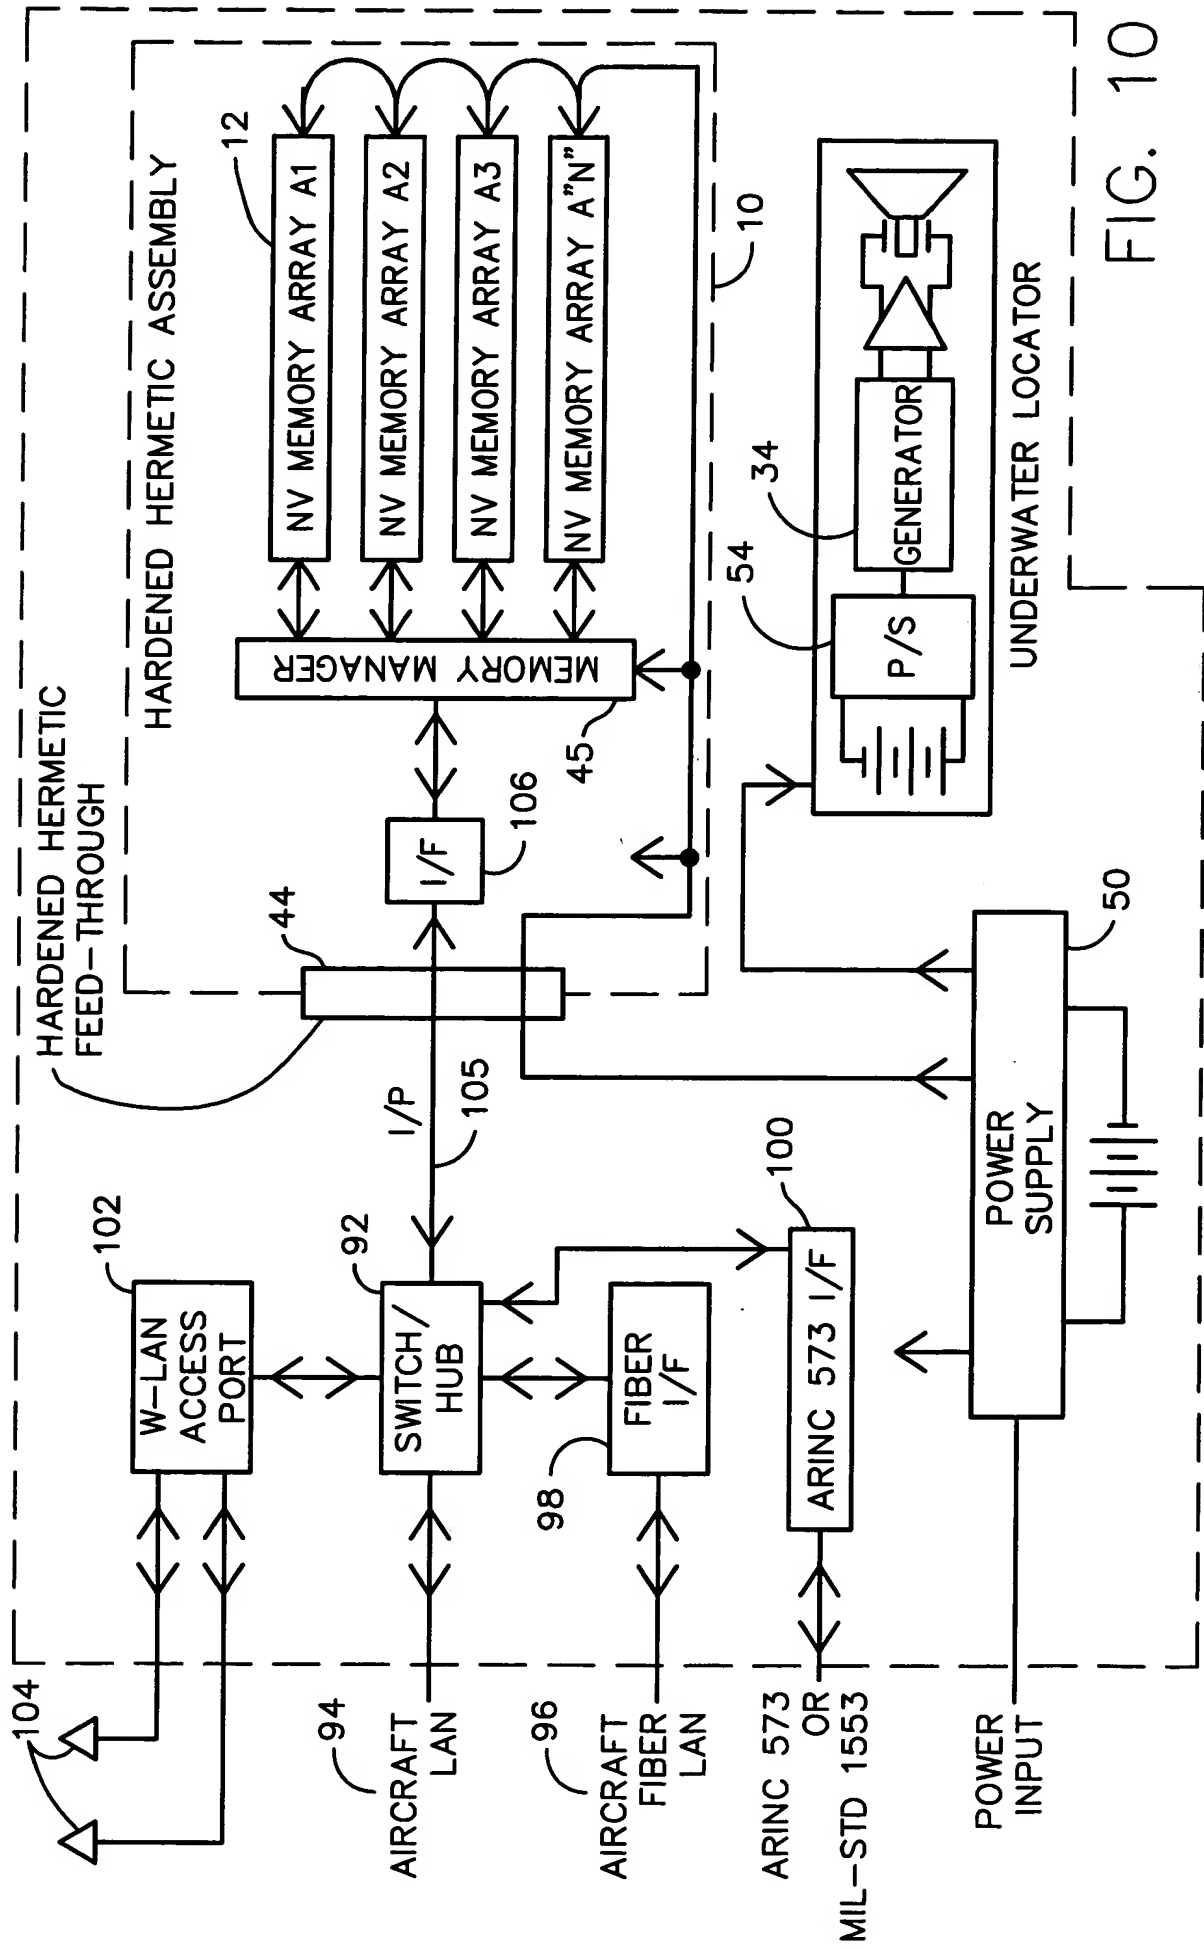 HARDENED HERMETIC
FEED-THROUGH
HARDENED HERMETIC ASSEMBLY
104
102
W-LAN
ACCESS
PORT
44
12
NV MEMORY ARRAY A1
NV MEMORY ARRAY A2
NV MEMORY ARRAY A3
NV MEMORY ARRAY A"N"
MEMORY MANAGER
45
I/F
106
10
I/P
105
92
SWITCH/
HUB
94
AIRCRAFT
LAN
96
AIRCRAFT
FIBER
LAN
98
FIBER
I/F
100
ARINC 573 I/F
ARINC 573
OR
MIL-STD 1553
POWER
INPUT
POWER
SUPPLY
50
54
P/S
34
GENERATOR
UNDERWATER LOCATOR
FIG. 10